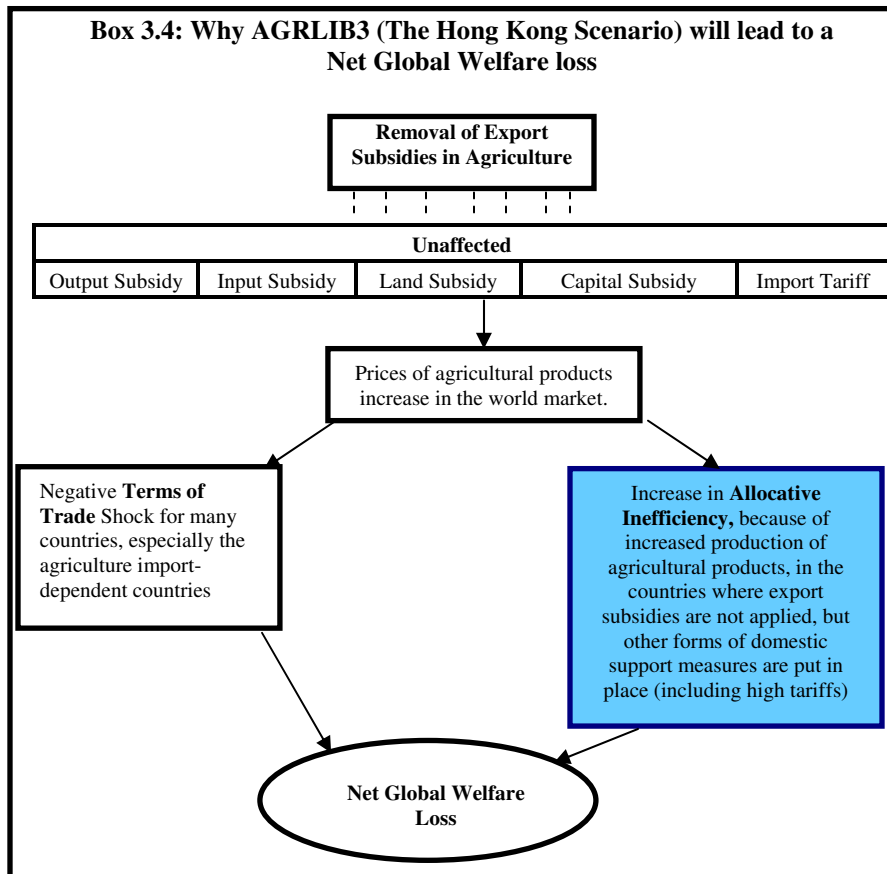 Box 3.4: Why AGRLIB3 (The Hong Kong Scenario) will lead to a
Net Global Welfare loss
Removal of Export
Subsidies in Agriculture
Unaffected
Output Subsidy Input Subsidy Land Subsidy Capital Subsidy Import Tariff
Prices of agricultural products
increase in the world market.
Negative Terms of
Trade Shock for many
countries, especially the
agriculture import-
dependent countries
Increase in Allocative
Inefficiency, because of
increased production of
agricultural products, in the
countries where export
subsidies are not applied, but
other forms of domestic
support measures are put in
place (including high tariffs)
Net Global Welfare
Loss